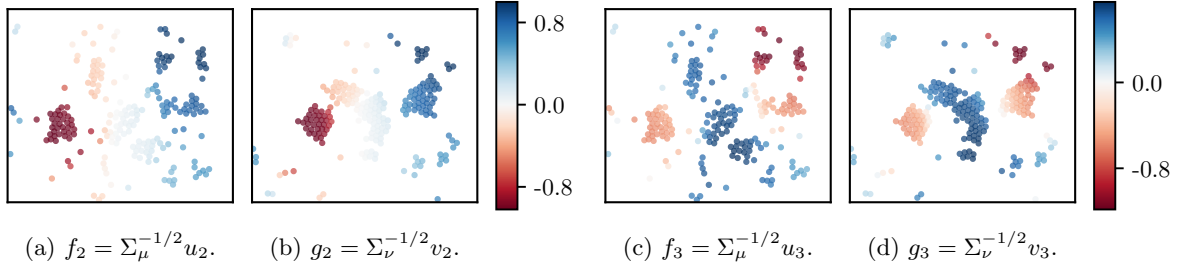 0.8
0.0
-0.8
0.0
-0.8
(a) $f_2 = \Sigma_\mu^{-1/2} u_2$.
(b) $g_2 = \Sigma_\nu^{-1/2} v_2$.
(c) $f_3 = \Sigma_\mu^{-1/2} u_3$.
(d) $g_3 = \Sigma_\nu^{-1/2} v_3$.